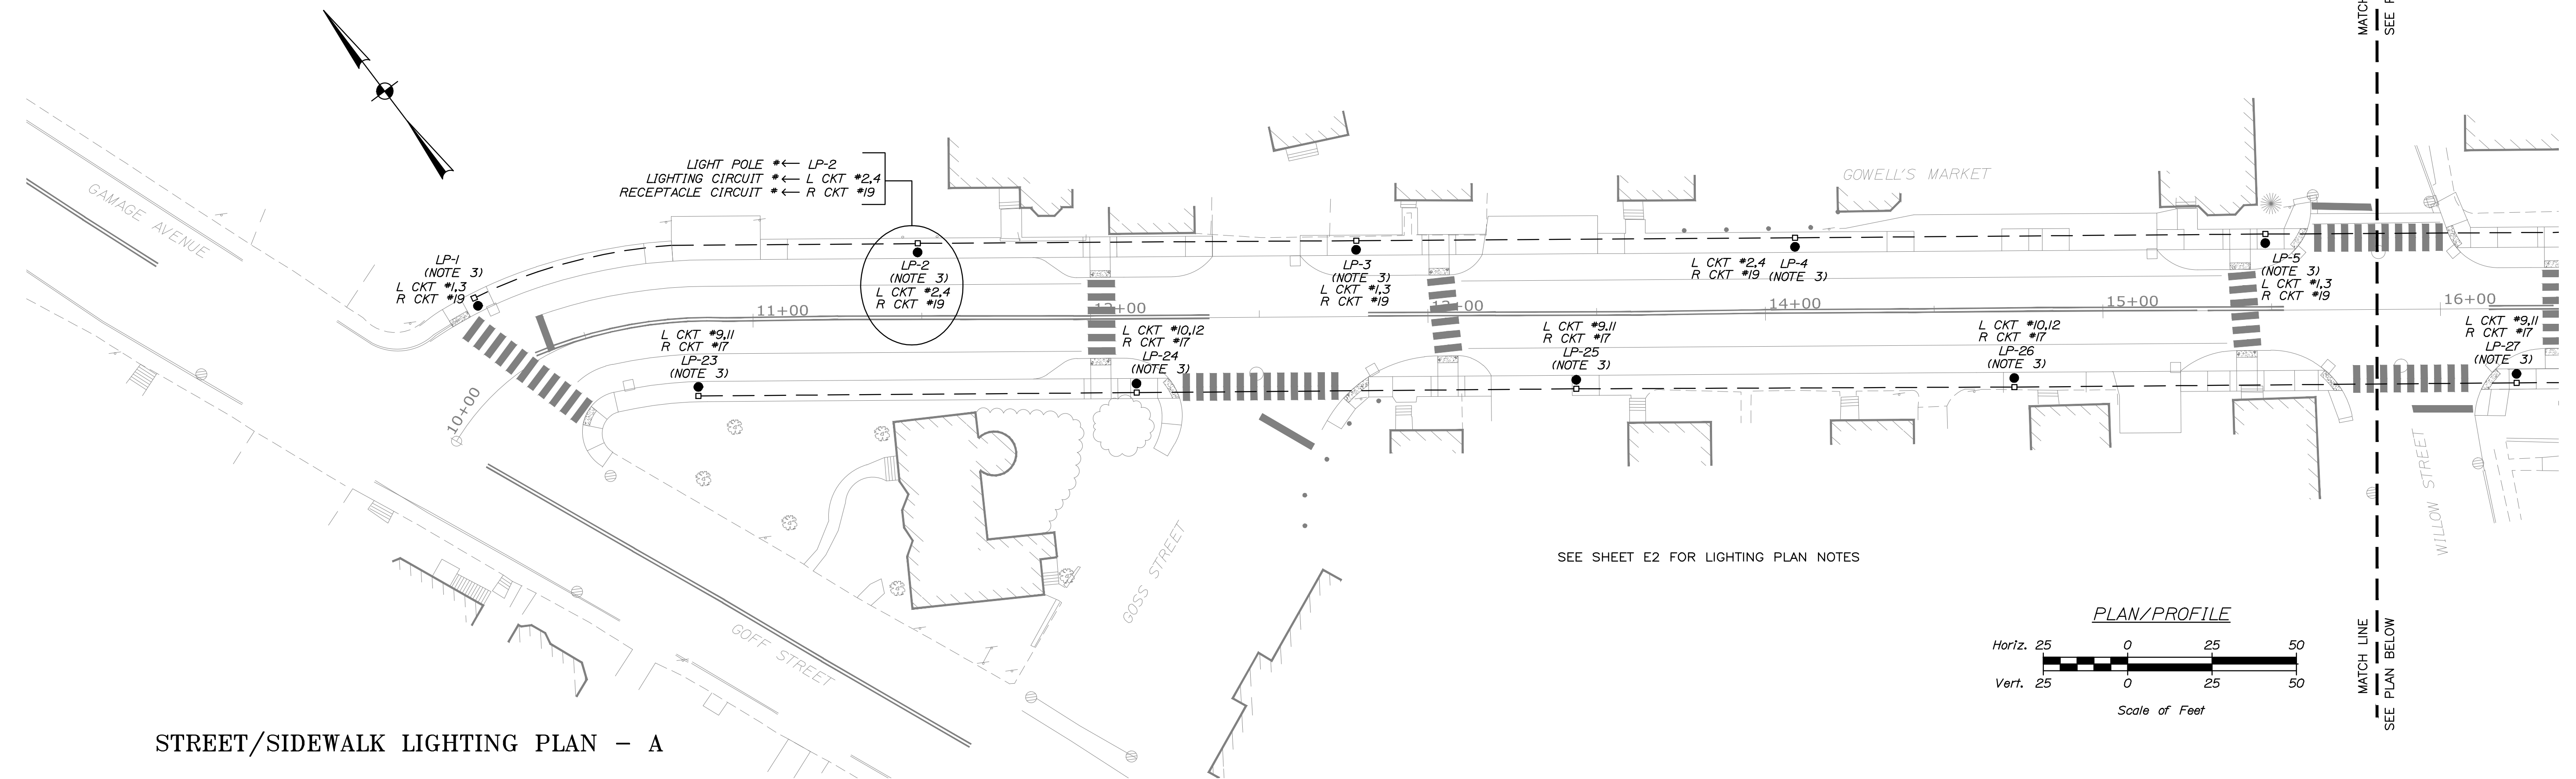 MATCH
SEE
LIGHT POLE # ← LP-2
LIGHTING CIRCUIT # ← L CKT #2,4
RECEPTACLE CIRCUIT # ← R CKT #19
GAMAGE AVENUE
GOWELL'S MARKET
LP-1
(NOTE 3)
L CKT #1,3
R CKT #19
LP-2
(NOTE 3)
L CKT #2,4
R CKT #19
LP-3
(NOTE 3)
L CKT #1,3
R CKT #19
L CKT #2,4
R CKT #19
LP-4
(NOTE 3)
LP-5
(NOTE 3)
L CKT #1,3
R CKT #19
10+00
11+00
12+00
13+00
14+00
15+00
16+00
L CKT #9,11
R CKT #17
LP-23
(NOTE 3)
L CKT #10,12
R CKT #17
LP-24
(NOTE 3)
L CKT #9,11
R CKT #17
LP-25
(NOTE 3)
L CKT #10,12
R CKT #17
LP-26
(NOTE 3)
L CKT #9,11
R CKT #17
LP-27
(NOTE 3)
GOSS STREET
WILLOW STREET
GOFF STREET
SEE SHEET E2 FOR LIGHTING PLAN NOTES
PLAN/PROFILE
Horiz. 25 0 25 50
Vert. 25 0 25 50
Scale of Feet
MATCH LINE
SEE PLAN BELOW
STREET/SIDEWALK LIGHTING PLAN - A